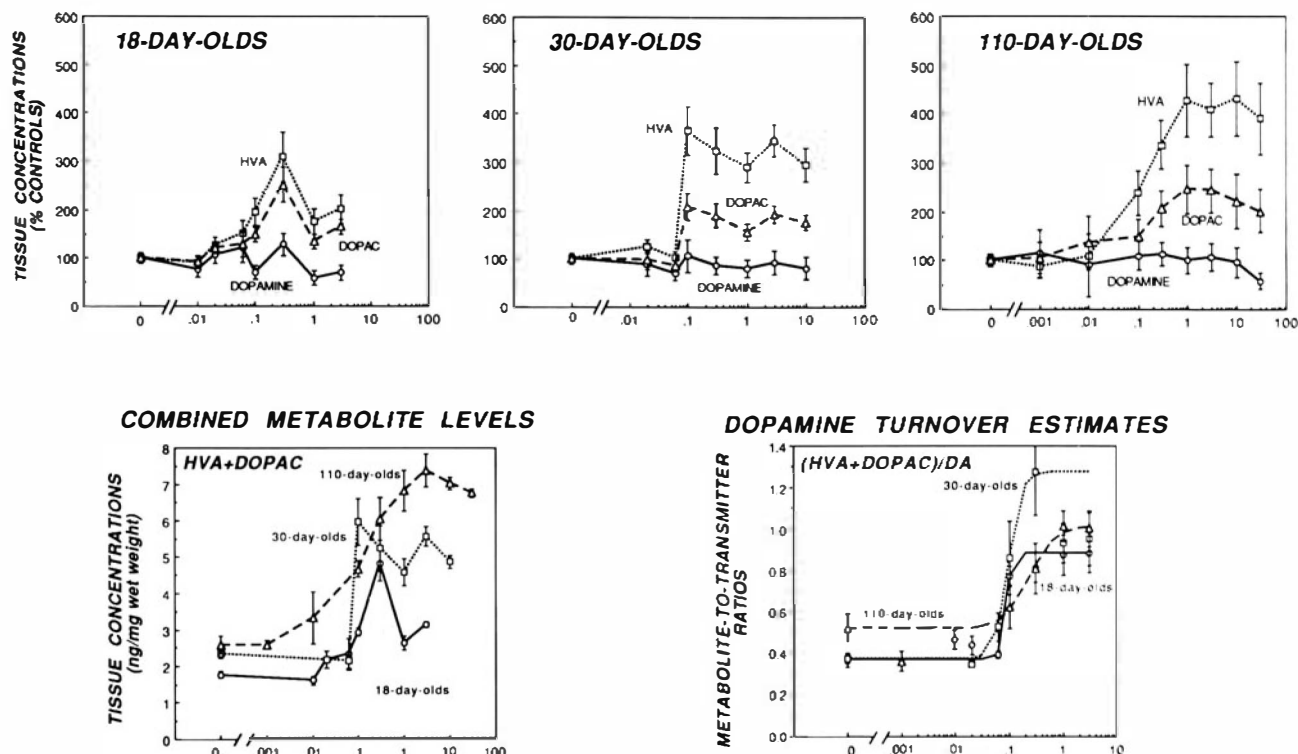 18-DAY-OLDS
30-DAY-OLDS
110-DAY-OLDS
TISSUE CONCENTRATIONS
(% CONTROLS)
600
500
400
300
200
100
0
HVA
DOPAC
DOPAMINE
0 .01 .1 1 10 100
600
500
400
300
200
100
0
HVA
DOPAC
DOPAMINE
0 .01 .1 1 10 100
600
500
400
300
200
100
0
HVA
DOPAC
DOPAMINE
0 .001 .01 .1 1 10 100
COMBINED METABOLITE LEVELS
HVA+DOPAC
TISSUE CONCENTRATIONS
(ng/mg wet weight)
8
7
6
5
4
3
2
1
0
110-day-olds
30-day-olds
18-day-olds
0 001 01 .1 1 10 100
DOPAMINE TURNOVER ESTIMATES
(HVA+DOPAC)/DA
METABOLITE-TO-TRANSMITTER
RATIOS
1.4
1.2
1.0
0.8
0.6
0.4
0.2
0.0
30-day-olds
110-day-olds
18-day-olds
0 001 01 .1 1 10